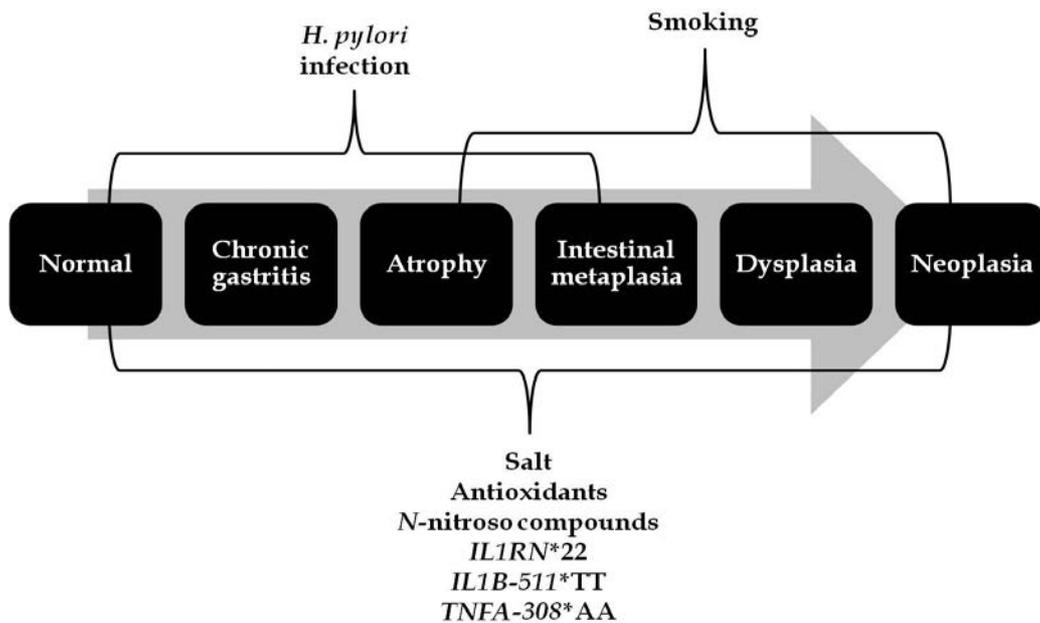 H. pylori
infection
Smoking
Normal
Chronic
gastritis
Atrophy
Intestinal
metaplasia
Dysplasia
Neoplasia
Salt
Antioxidants
N-nitroso compounds
IL1RN*22
IL1B-511*TT
TNFA-308*AA